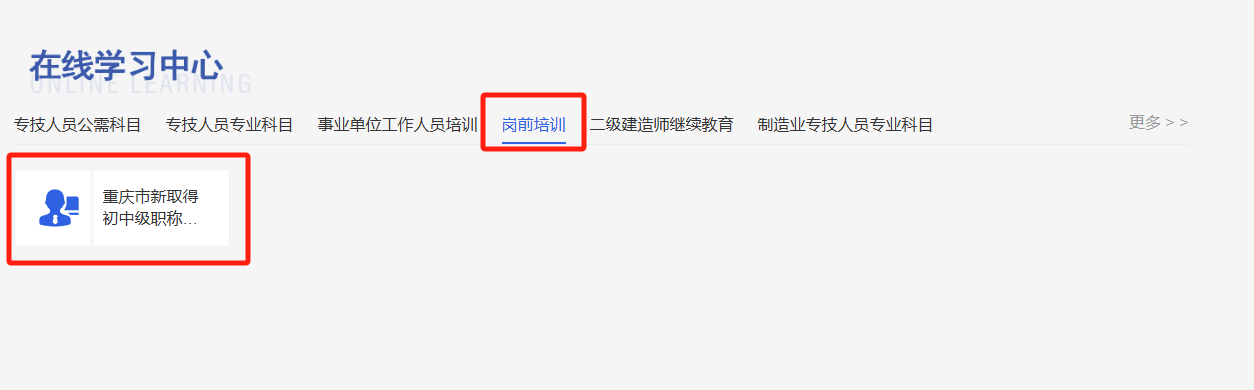 在线学习中心
ONLINE LEARNING
专技人员公需科目 专技人员专业科目 事业单位工作人员培训 岗前培训 二级建造师继续教育 制造业专技人员专业科目 更多 > >
重庆市新取得
初中级职称...